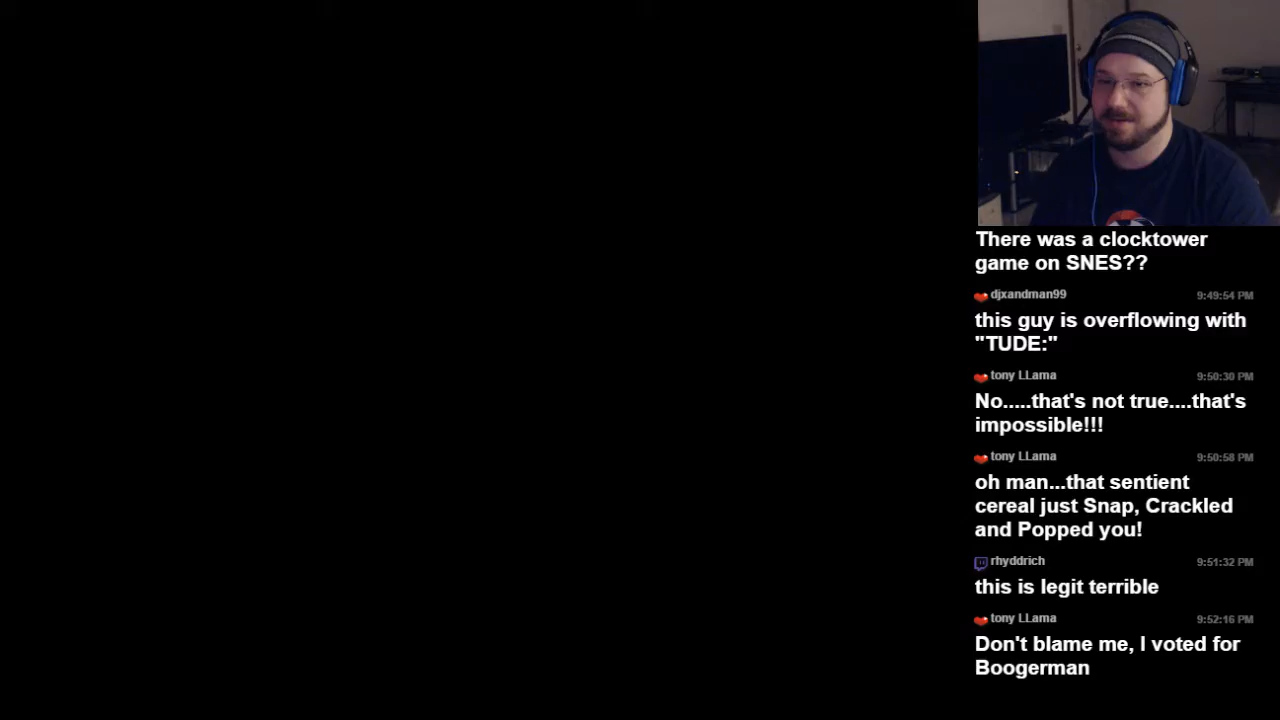 There was a clocktower
game on SNES??
djxandman99 9:49:54 PM
this guy is overflowing with
"TUDE:"
tony LLama 9:50:30 PM
No.....that's not true....that's
impossible!!!
tony LLama 9:50:58 PM
oh man...that sentient
cereal just Snap, Crackled
and Popped you!
rhyddrich 9:51:32 PM
this is legit terrible
tony LLama 9:52:16 PM
Don't blame me, I voted for
Boogerman